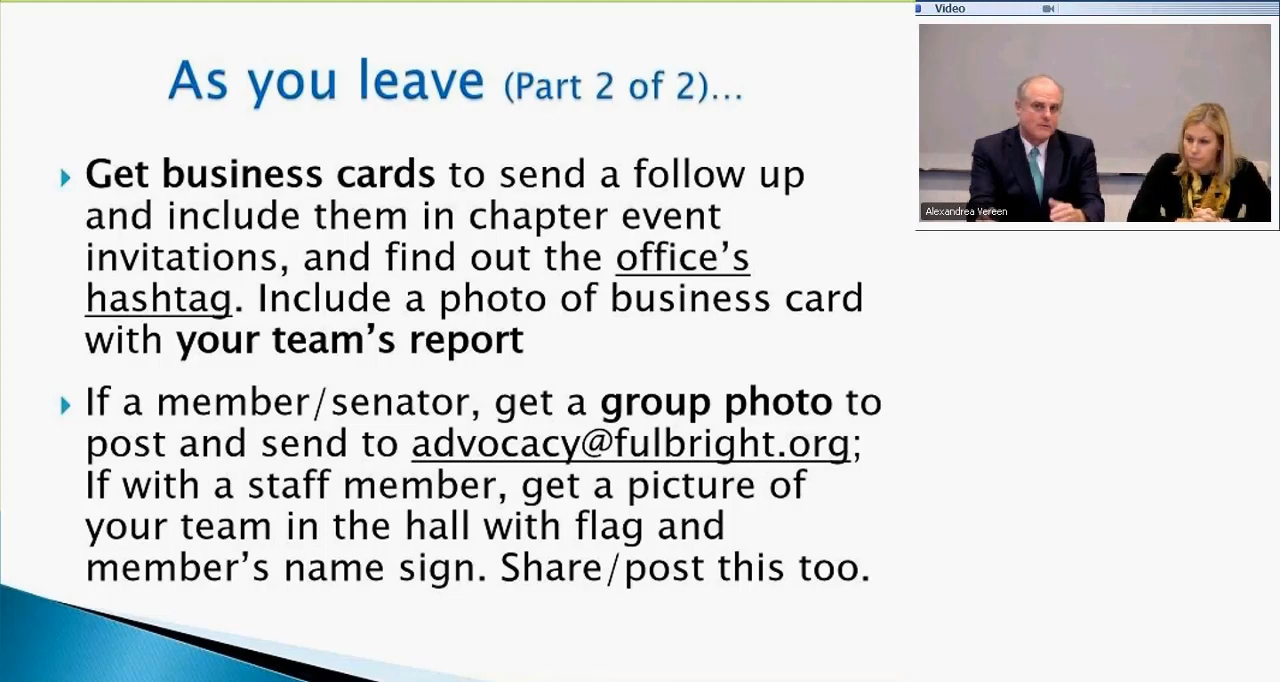 As you leave (Part 2 of 2)...
Get business cards to send a follow up
and include them in chapter event
invitations, and find out the office’s
hashtag. Include a photo of business card
with your team’s report
If a member/senator, get a group photo to
post and send to advocacy@fulbright.org;
If with a staff member, get a picture of
your team in the hall with flag and
member’s name sign. Share/post this too.
Video
Alexandrea Vereen